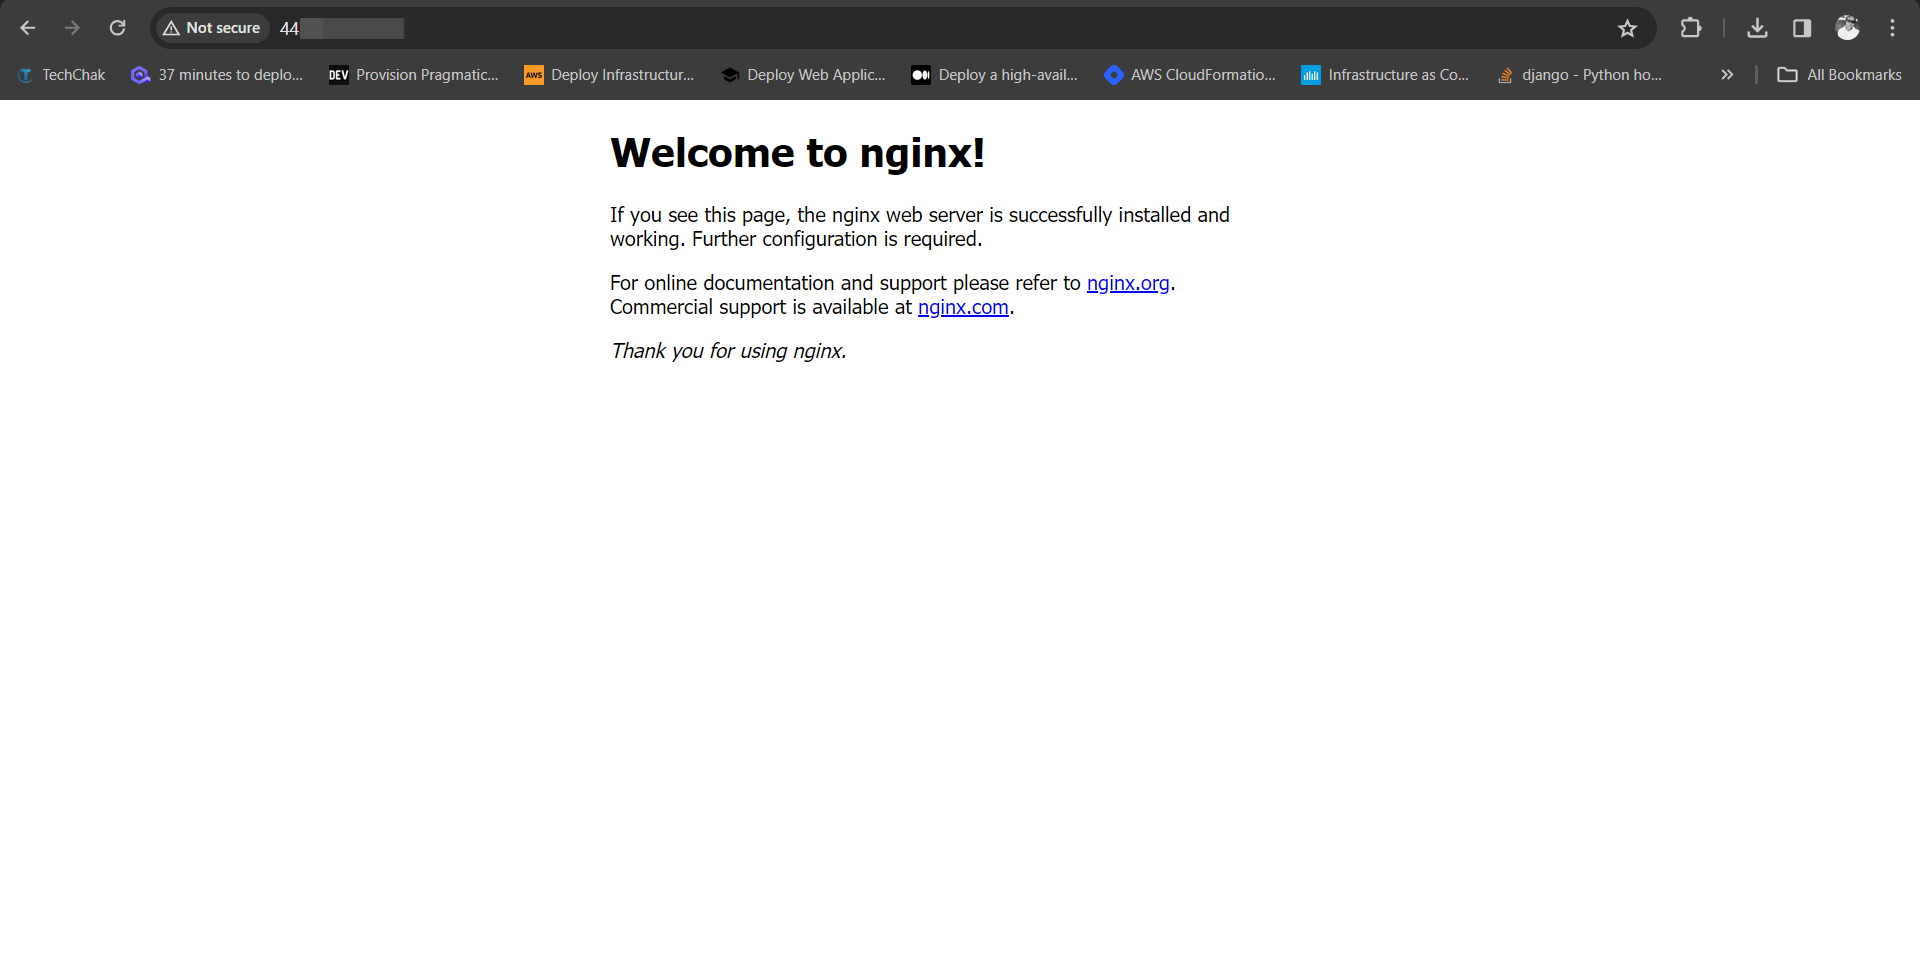 Not secure 44
TechChak 37 minutes to deplo... DEV Provision Pragmatic... AWS Deploy Infrastructur... Deploy Web Applic... Deploy a high-avail... AWS CloudFormatio... Infrastructure as Co... django - Python ho... » All Bookmarks
Welcome to nginx!
If you see this page, the nginx web server is successfully installed and
working. Further configuration is required.
For online documentation and support please refer to nginx.org.
Commercial support is available at nginx.com.
Thank you for using nginx.